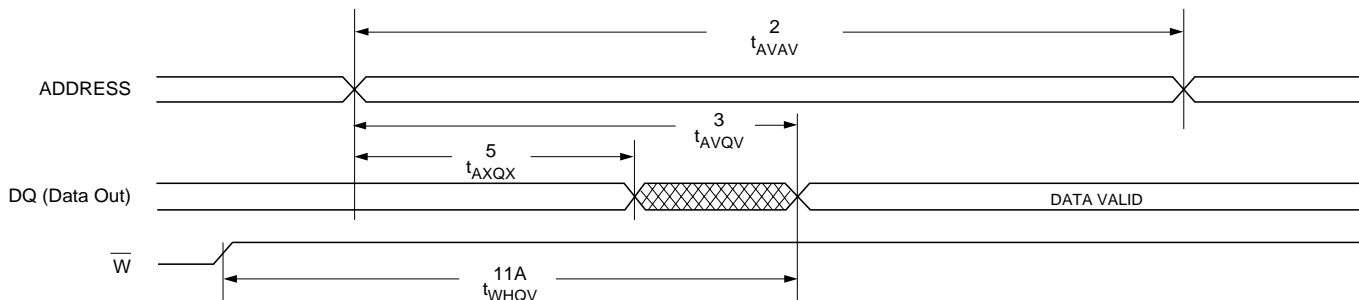 2
tAVAV
ADDRESS
3
tAVQV
5
tAXQX
DQ (Data Out)
DATA VALID
W
11A
tWHQV